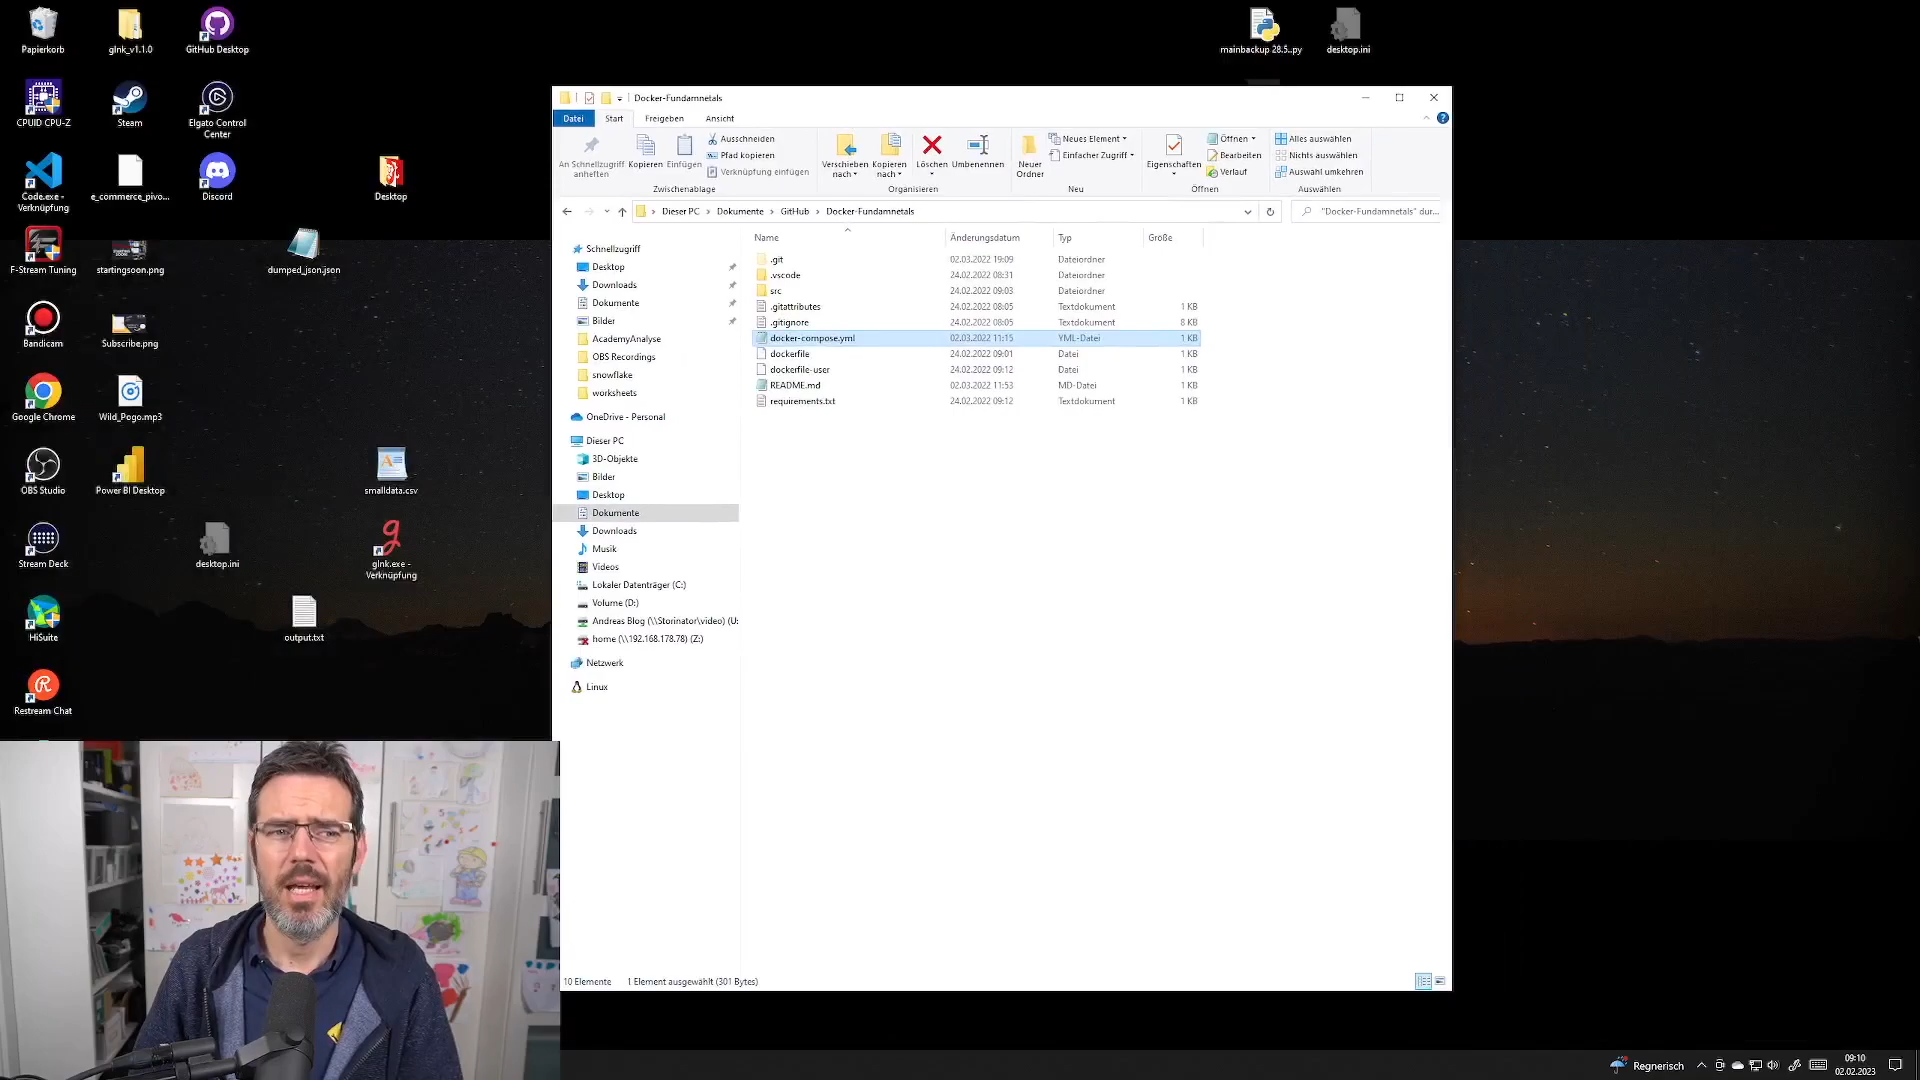 Papierkorb
gInk_v1.1.0
GitHub Desktop
mainbackup 28.5..py
desktop.ini
CPUID CPU-Z
Steam
Elgato Control
Center
Code.exe -
Verknüpfung
e_commerce_pivo...
Discord
Desktop
F-Stream Tuning
startingsoon.png
dumped_json.json
Bandicam
Subscribe.png
Google Chrome
Wild_Pogo.mp3
OBS Studio
Power BI Desktop
smalldata.csv
Stream Deck
desktop.ini
gInk.exe -
Verknüpfung
HiSuite
output.txt
Restream Chat
Docker-Fundamnetals
Datei
Start
Freigeben
Ansicht
An Schnellzugriff
anheften
Kopieren
Einfügen
Ausschneiden
Pfad kopieren
Verknüpfung einfügen
Zwischenablage
Verschieben
nach
Kopieren
nach
Löschen
Umbenennen
Organisieren
Neuer
Ordner
Neues Element
Einfacher Zugriff
Neu
Eigenschaften
Öffnen
Bearbeiten
Verlauf
Öffnen
Alles auswählen
Nichts auswählen
Auswahl umkehren
Auswählen
Dieser PC > Dokumente > GitHub > Docker-Fundamnetals
"Docker-Fundamnetals" dur...
Schnellzugriff
Desktop
Downloads
Dokumente
Bilder
AcademyAnalyse
OBS Recordings
snowflake
worksheets
OneDrive - Personal
Dieser PC
3D-Objekte
Bilder
Desktop
Dokumente
Downloads
Musik
Videos
Lokaler Datenträger (C:)
Volume (D:)
Andreas Blog (\\Storinator\video) (U:
home (\\192.168.178.78) (Z:)
Netzwerk
Linux
Name Änderungsdatum Typ Größe
.git 02.03.2022 19:09 Dateiordner
.vscode 24.02.2022 08:31 Dateiordner
src 24.02.2022 09:03 Dateiordner
.gitattributes 24.02.2022 08:05 Textdokument 1 KB
.gitignore 24.02.2022 08:05 Textdokument 8 KB
docker-compose.yml 02.03.2022 11:15 YML-Datei 1 KB
dockerfile 24.02.2022 09:01 Datei 1 KB
dockerfile-user 24.02.2022 09:12 Datei 1 KB
README.md 02.03.2022 11:53 MD-Datei 1 KB
requirements.txt 24.02.2022 09:12 Textdokument 1 KB
10 Elemente 1 Element ausgewählt (301 Bytes)
Regnerisch
09:10
02.02.2023